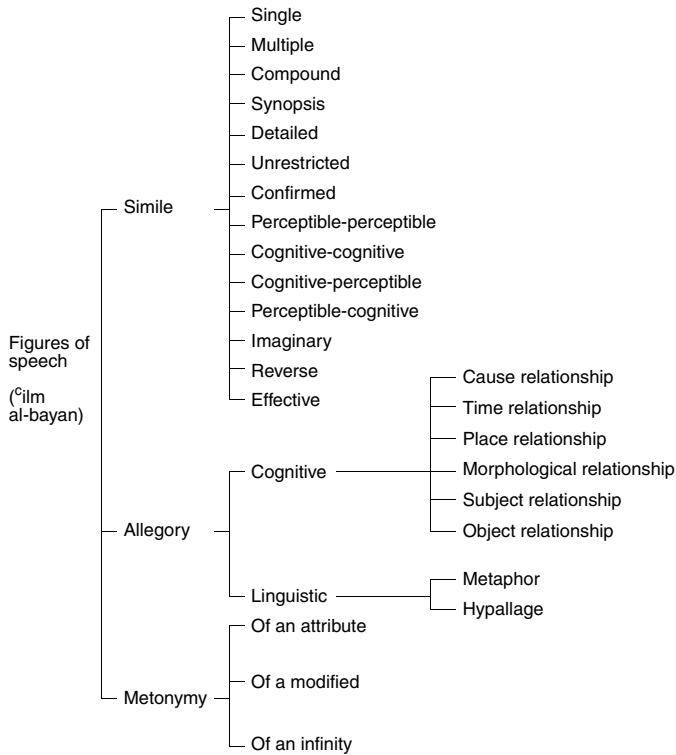 Figures of
speech
(ᶜilm
al-bayan)
Simile
Single
Multiple
Compound
Synopsis
Detailed
Unrestricted
Confirmed
Perceptible-perceptible
Cognitive-cognitive
Cognitive-perceptible
Perceptible-cognitive
Imaginary
Reverse
Effective
Allegory
Cognitive
Cause relationship
Time relationship
Place relationship
Morphological relationship
Subject relationship
Object relationship
Linguistic
Metaphor
Hypallage
Metonymy
Of an attribute
Of a modified
Of an infinity